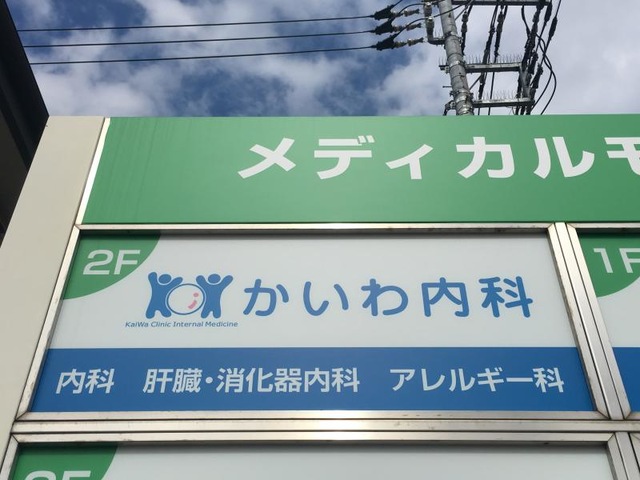 メディカルモ
2F
かいわ内科
KaiWa Clinic Internal Medicine
内科 肝臓・消化器内科 アレルギー科
1F